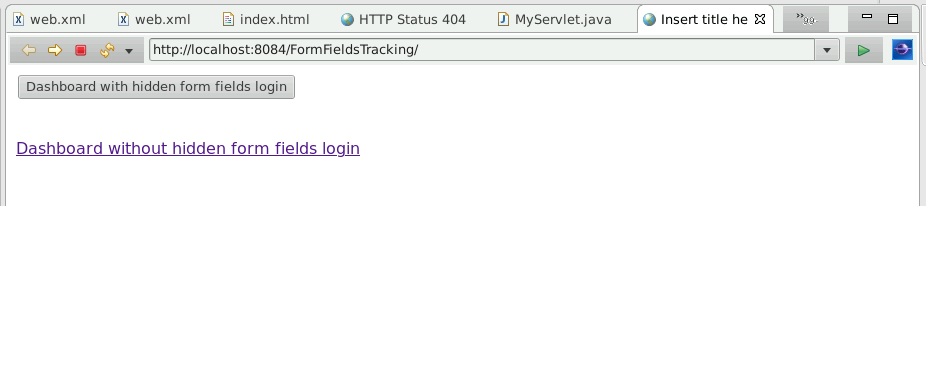 web.xml web.xml index.html HTTP Status 404 MyServlet.java Insert title he
http://localhost:8084/FormFieldsTracking/
Dashboard with hidden form fields login
Dashboard without hidden form fields login